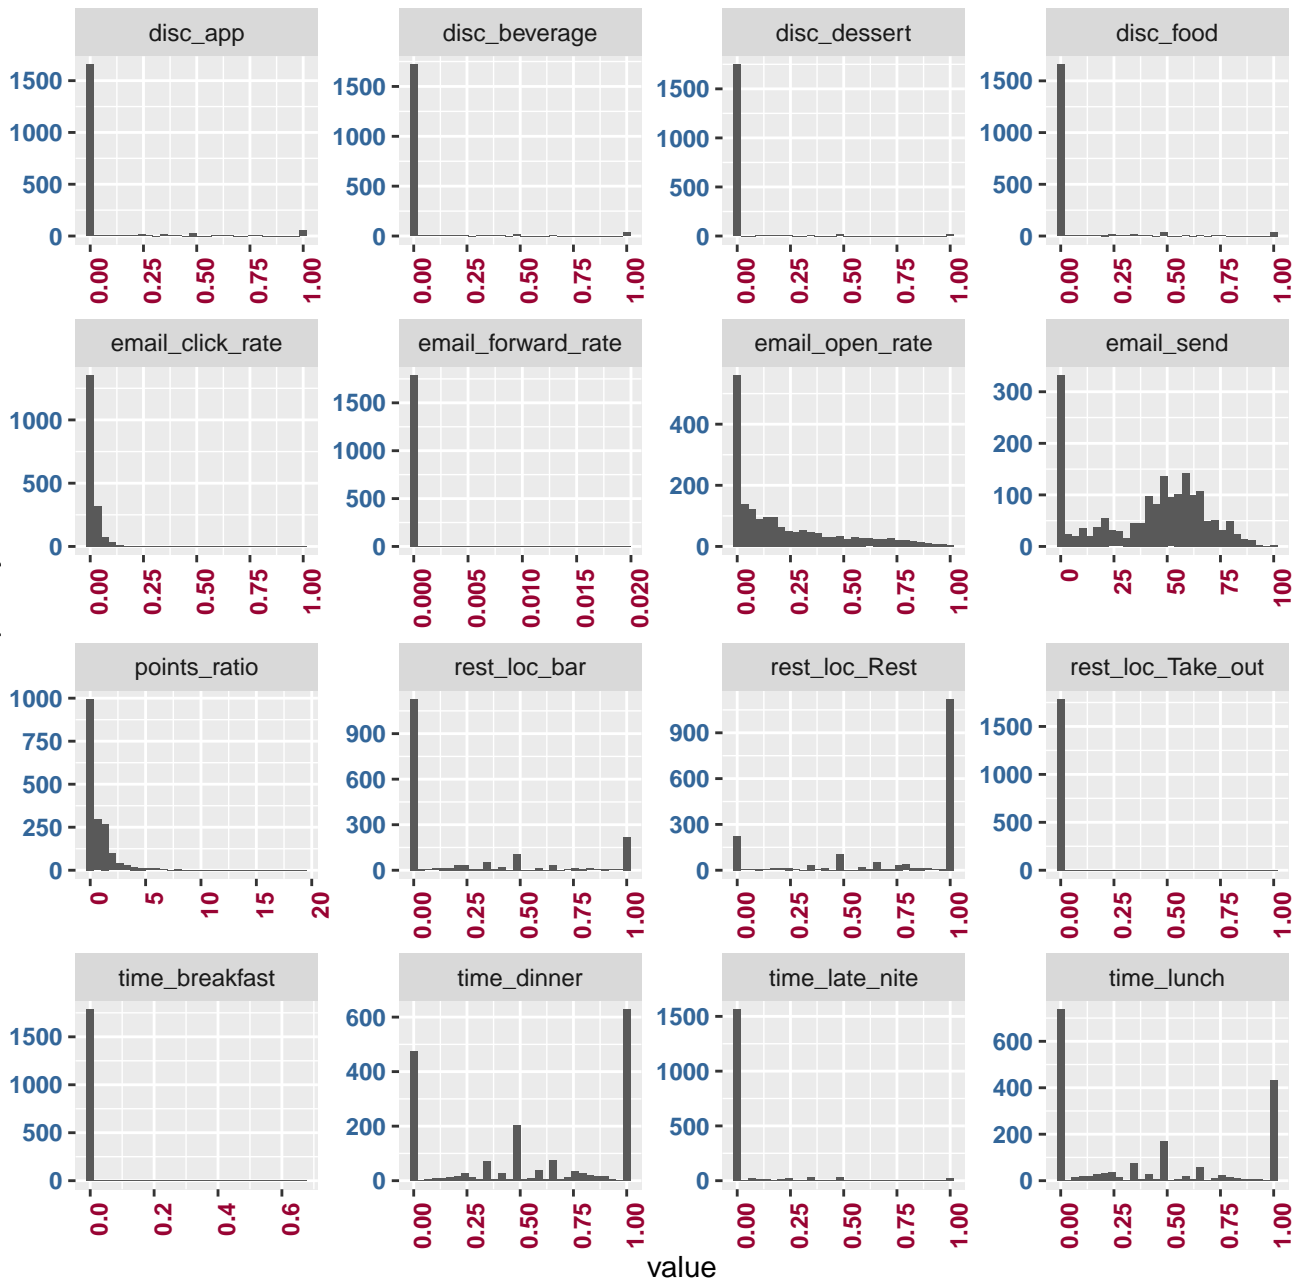 disc_app disc_beverage disc_dessert disc_food
1500 1500 1500 1500
1000 1000 1000 1000
500 500 500 500
0 0 0 0
0.00 0.25 0.50 0.75 1.00 0.00 0.25 0.50 0.75 1.00 0.00 0.25 0.50 0.75 1.00 0.00 0.25 0.50 0.75 1.00
email_click_rate email_forward_rate email_open_rate email_send
1000 1500 400 300
500 1000 200 200
0 500 0 100
0 0
0.00 0.25 0.50 0.75 1.00 0.000 0.005 0.010 0.015 0.020 0.00 0.25 0.50 0.75 1.00 0 25 50 75 100
points_ratio rest_loc_bar rest_loc_Rest rest_loc_Take_out
1000 900 900 1500
750 600 600 1000
500 300 300 500
250 0 0 0
0
0 5 10 15 20 0.00 0.25 0.50 0.75 1.00 0.00 0.25 0.50 0.75 1.00 0.00 0.25 0.50 0.75 1.00
time_breakfast time_dinner time_late_nite time_lunch
1500 600 1500 600
1000 400 1000 400
500 200 500 200
0 0 0 0
0.0 0.2 0.4 0.6 0.00 0.25 0.50 0.75 1.00 0.00 0.25 0.50 0.75 1.00 0.00 0.25 0.50 0.75 1.00
value